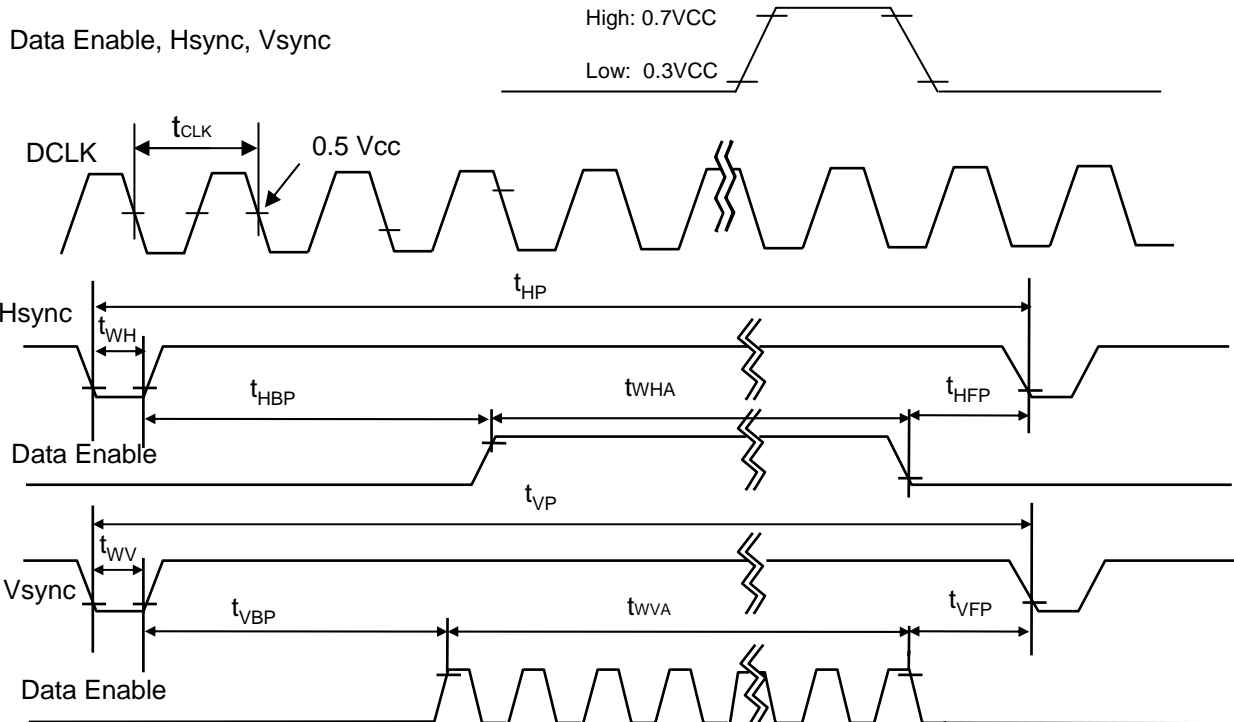 High: 0.7VCC
Data Enable, Hsync, Vsync
Low: 0.3VCC
tCLK
DCLK
0.5 Vcc
tHP
Hsync
tWH
tHBP
tWHA
tHFP
Data Enable
tVP
tWV
Vsync
tVBP
tWVA
tVFP
Data Enable